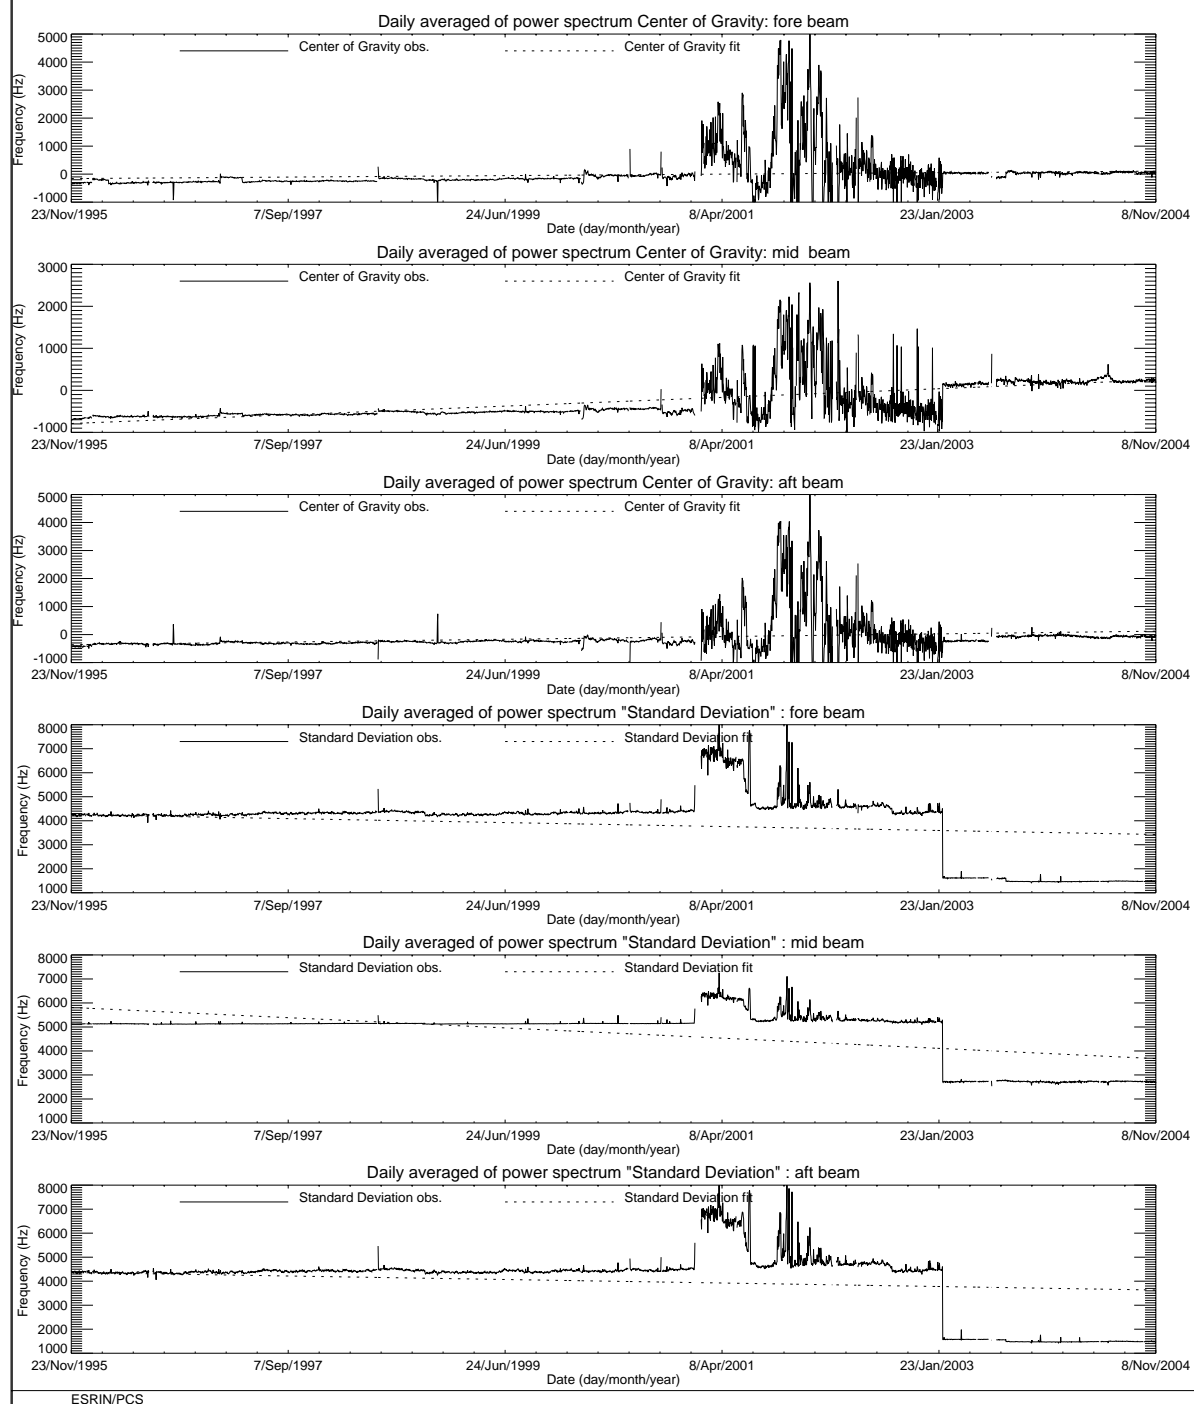 Daily averaged of power spectrum Center of Gravity: fore beam
Center of Gravity obs.
Center of Gravity fit
5000
4000
3000
2000
1000
0
-1000
Frequency (Hz)
23/Nov/1995
7/Sep/1997
24/Jun/1999
8/Apr/2001
23/Jan/2003
8/Nov/2004
Date (day/month/year)
Daily averaged of power spectrum Center of Gravity: mid beam
Center of Gravity obs.
Center of Gravity fit
3000
2000
1000
0
-1000
Frequency (Hz)
23/Nov/1995
7/Sep/1997
24/Jun/1999
8/Apr/2001
23/Jan/2003
8/Nov/2004
Date (day/month/year)
Daily averaged of power spectrum Center of Gravity: aft beam
Center of Gravity obs.
Center of Gravity fit
5000
4000
3000
2000
1000
0
-1000
Frequency (Hz)
23/Nov/1995
7/Sep/1997
24/Jun/1999
8/Apr/2001
23/Jan/2003
8/Nov/2004
Date (day/month/year)
Daily averaged of power spectrum "Standard Deviation" : fore beam
Standard Deviation obs.
Standard Deviation fit
8000
7000
6000
5000
4000
3000
2000
1000
Frequency (Hz)
23/Nov/1995
7/Sep/1997
24/Jun/1999
8/Apr/2001
23/Jan/2003
8/Nov/2004
Date (day/month/year)
Daily averaged of power spectrum "Standard Deviation" : mid beam
Standard Deviation obs.
Standard Deviation fit
8000
7000
6000
5000
4000
3000
2000
1000
Frequency (Hz)
23/Nov/1995
7/Sep/1997
24/Jun/1999
8/Apr/2001
23/Jan/2003
8/Nov/2004
Date (day/month/year)
Daily averaged of power spectrum "Standard Deviation" : aft beam
Standard Deviation obs.
Standard Deviation fit
8000
7000
6000
5000
4000
3000
2000
1000
Frequency (Hz)
23/Nov/1995
7/Sep/1997
24/Jun/1999
8/Apr/2001
23/Jan/2003
8/Nov/2004
Date (day/month/year)
ESRIN/PCS